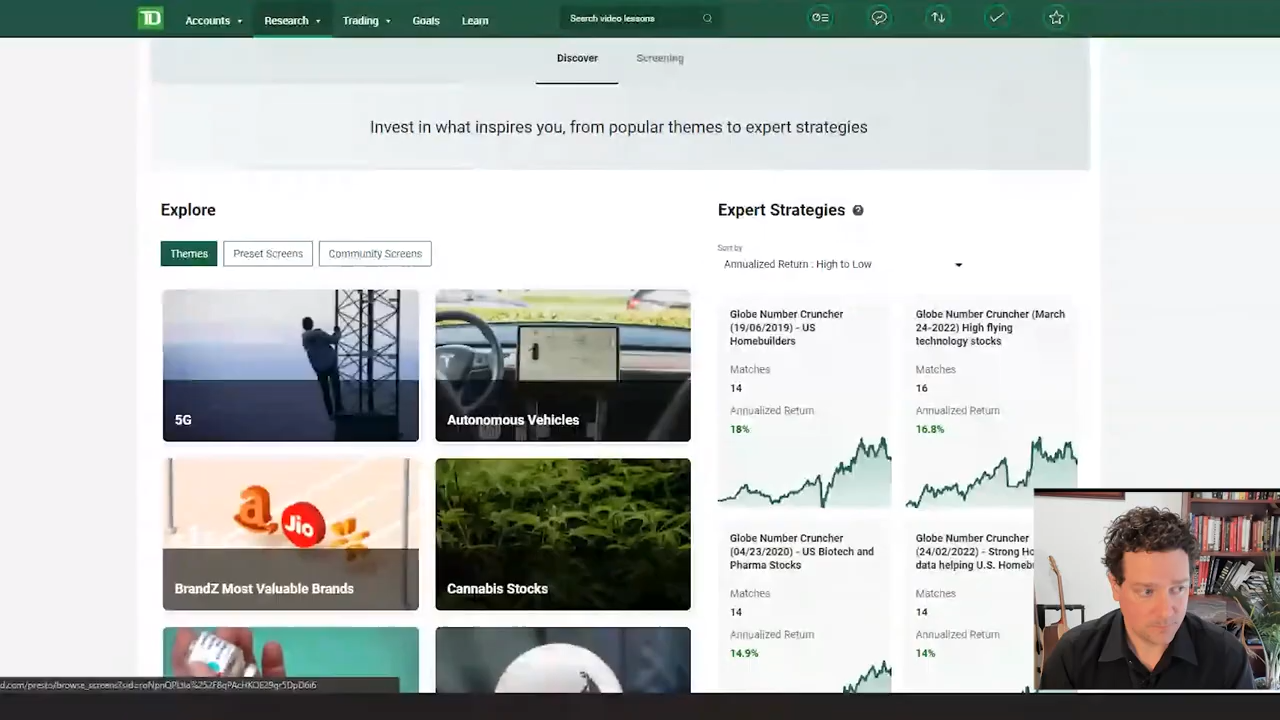 TD
Accounts
Research
Trading
Goals
Learn
Search video lessons
Discover
Screening
Invest in what inspires you, from popular themes to expert strategies
Explore
Themes
Preset Screens
Community Screens
5G
Autonomous Vehicles
Jio
BrandZ Most Valuable Brands
Cannabis Stocks
Expert Strategies
Sort by
Annualized Return : High to Low
Globe Number Cruncher
(19/06/2019) - US
Homebuilders
Matches
14
Annualized Return
18%
Globe Number Cruncher (March
24-2022) High flying
technology stocks
Matches
16
Annualized Return
16.8%
Globe Number Cruncher
(04/23/2020) - US Biotech and
Pharma Stocks
Matches
14
Annualized Return
14.9%
Globe Number Cruncher
(24/02/2022) - Strong
data helping U.S.
Matches
14
Annualized Return
14%